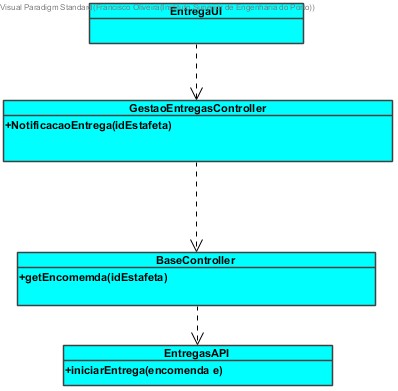 Visual Paradigm Standard(Francisco Oliveira(Instituto Superior de Engenharia do Porto))
EntregaUI
GestaoEntregasController
+NotificacaoEntrega(idEstafeta)
BaseController
+getEncomemda(idEstafeta)
EntregasAPI
+iniciarEntrega(encomenda e)